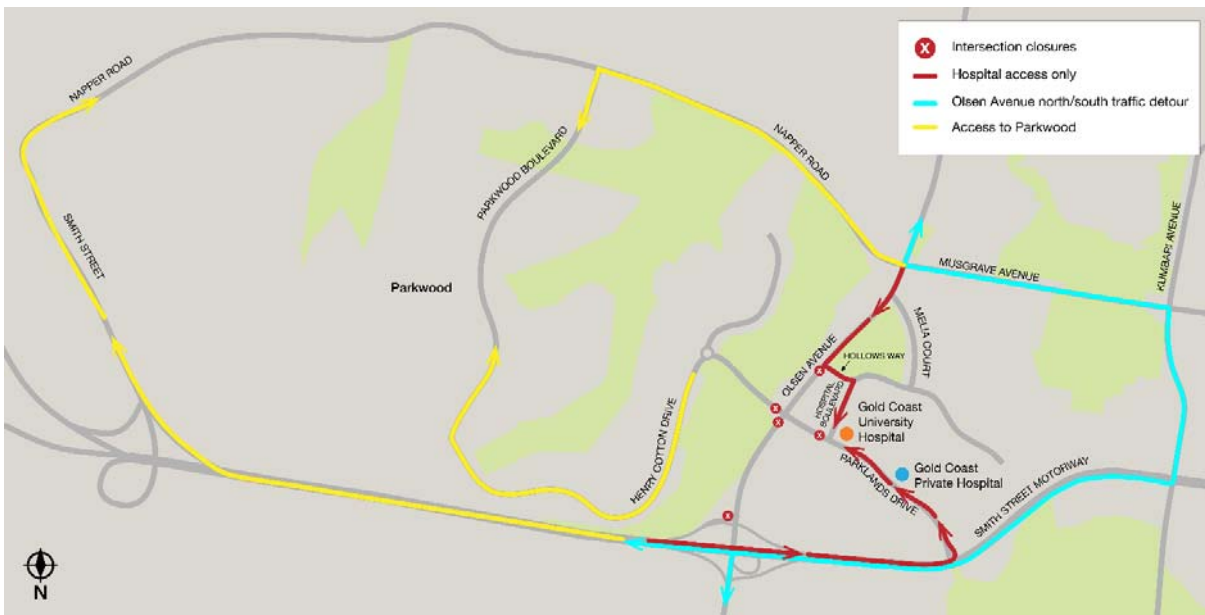 Intersection closures
Hospital access only
Olsen Avenue north/south traffic detour
Access to Parkwood
NAPPER ROAD
PARKWOOD BOULEVARD
NAPPER ROAD
SMITH STREET
Parkwood
MUSGRAVE AVENUE
KUMBARI AVENUE
MELIA COURT
OLSEN AVENUE
HOLLOWS WAY
HOSPITAL
BOULEVARD
Gold Coast
University
Hospital
HENRY COTTON DRIVE
PARKLANDS DRIVE
Gold Coast
Private Hospital
SMITH STREET MOTORWAY
N
X
X
X
X
X
X